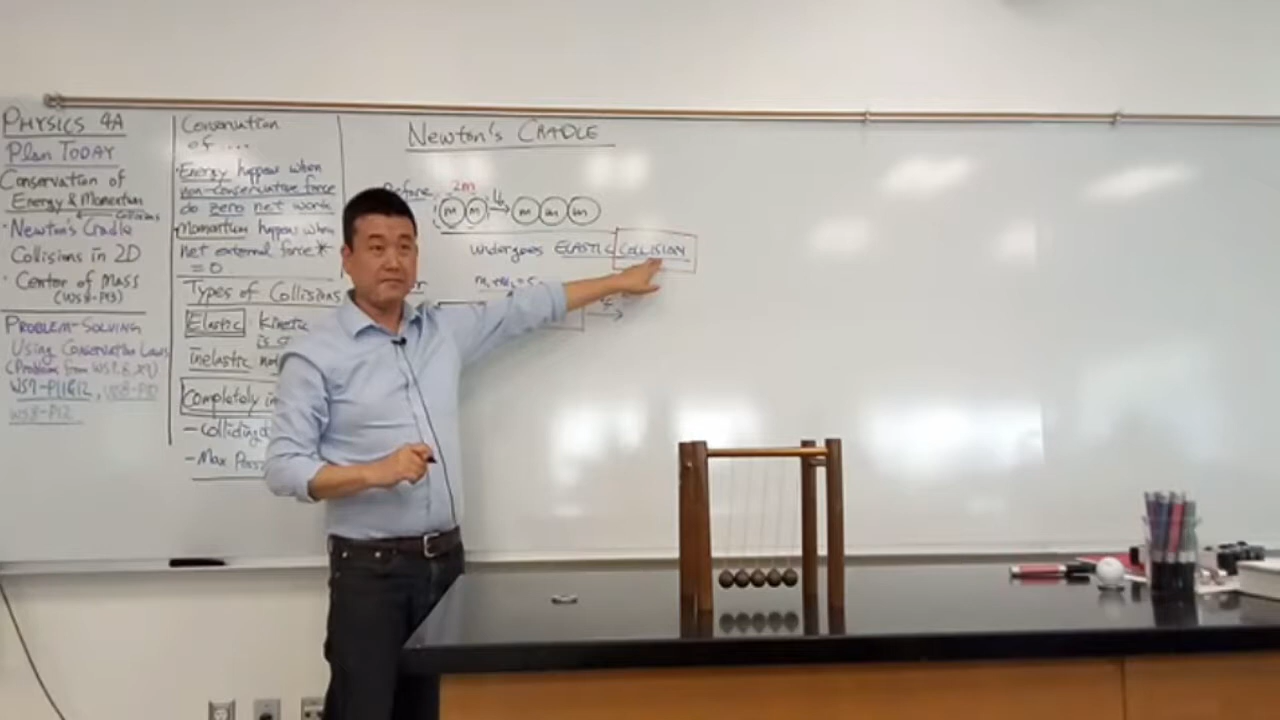 PHYSICS 4A
Plan TODAY
Conservation of
Energy & Momentum
Collisions
· Newton's Cradle
Collisions in 2D
· Center of Mass
(WS8-P13)
PROBLEM-SOLVING
Using Conservation Laws
(Problem from WS7, 8, X9)
WS7-P11&12, WS8-P10
WS8-P12
Conservation
of ....
· Energy happen when
non-conservative force
do zero net work
Momentum happen when
net external force*
= 0
Types of Collisions
Elastic · Kinetic
is
inelastic
Completely in
- Colliding
- Max
Newton's CRADLE
Before
2m
m m → m m m
undergoes ELASTIC COLLISION